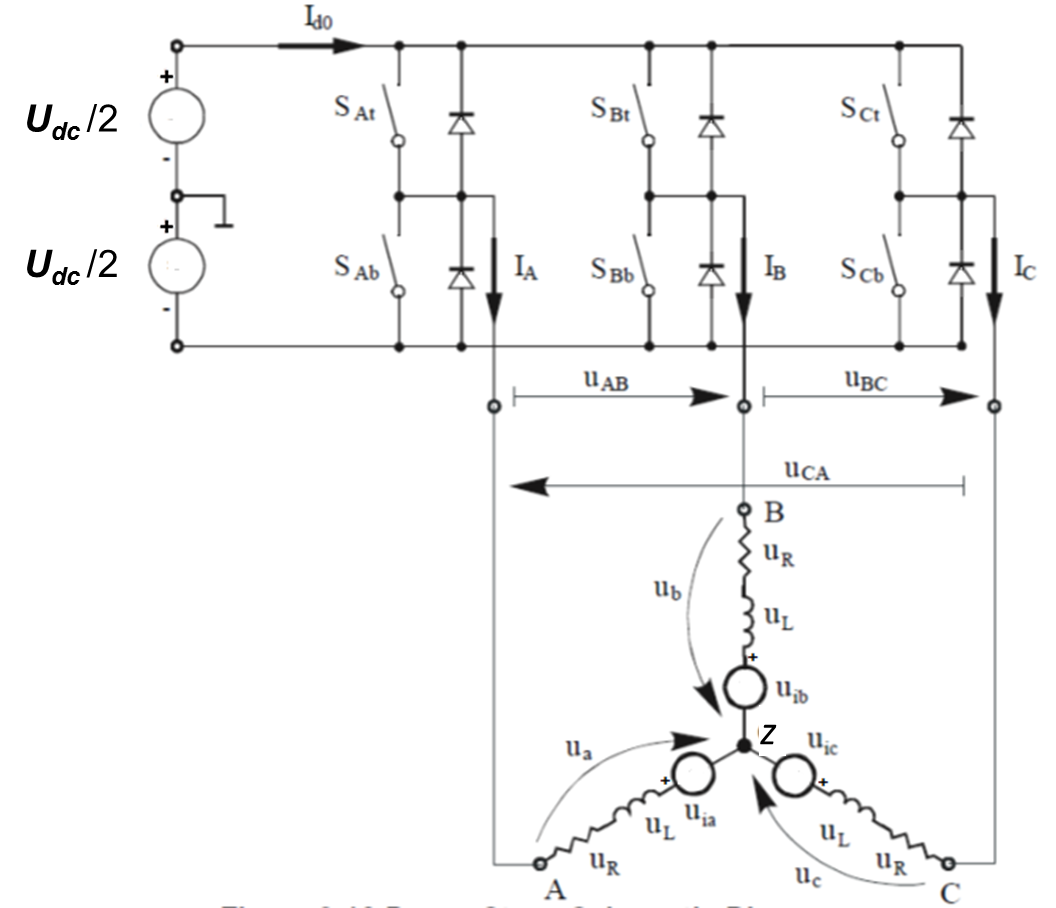 I_d0
+
U_dc /2
-
S_At
S_Bt
S_Ct
+
U_dc /2
-
S_Ab
I_A
S_Bb
I_B
S_Cb
I_C
u_AB
u_BC
u_CA
B
u_R
u_b
u_L
+
u_ib
z
u_a
u_ic
+
+
u_ia
u_L
u_L
u_R
u_R
u_c
A
C